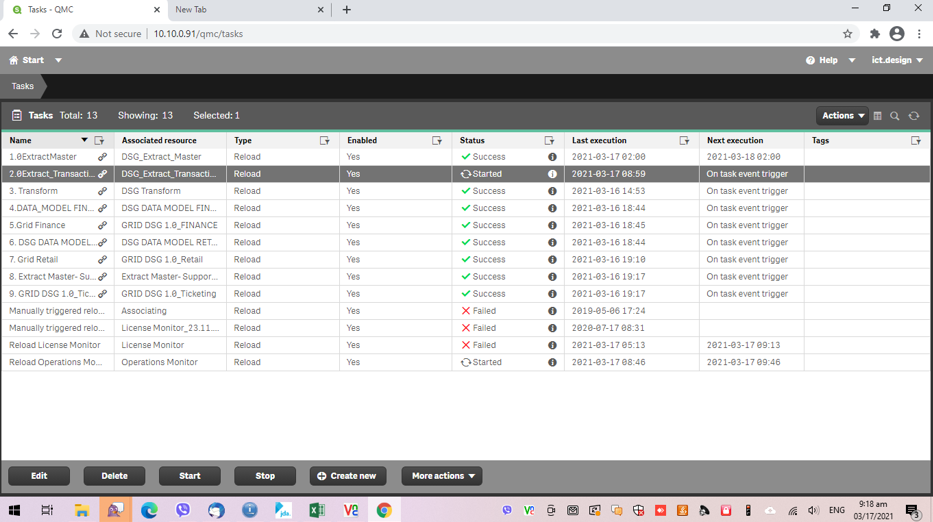 Tasks - QMC
New Tab
Not secure | 10.10.0.91/qmc/tasks
Start
Help
ict.design
Tasks
Tasks Total: 13 Showing: 13 Selected: 1 Actions
Name Associated resource Type Enabled Status Last execution Next execution Tags
1.0ExtractMaster DSG_Extract_Master Reload Yes Success 2021-03-17 02:00 2021-03-18 02:00
2.0Extract_Transacti... DSG_Extract_Transacti... Reload Yes Started 2021-03-17 08:59 On task event trigger
3. Transform DSG Transform Reload Yes Success 2021-03-16 14:53 On task event trigger
4.DATA_MODEL FIN... DSG DATA MODEL FIN... Reload Yes Success 2021-03-16 18:44 On task event trigger
5.Grid Finance GRID DSG 1.0_FINANCE Reload Yes Success 2021-03-16 18:45 On task event trigger
6. DSG DATA MODEL... DSG DATA MODEL RET... Reload Yes Success 2021-03-16 18:44 On task event trigger
7. Grid Retail GRID DSG 1.0_Retail Reload Yes Success 2021-03-16 19:10 On task event trigger
8. Extract Master- Su... Extract Master- Suppor... Reload Yes Success 2021-03-16 19:17 On task event trigger
9. GRID DSG 1.0_Tic... GRID DSG 1.0_Ticketing Reload Yes Success 2021-03-16 19:17 On task event trigger
Manually triggered relo... Associating Reload Yes Failed 2019-05-06 17:24
Manually triggered relo... License Monitor_23.11.... Reload Yes Failed 2020-07-17 08:31
Reload License Monitor License Monitor Reload Yes Failed 2021-03-17 05:13 2021-03-17 09:13
Reload Operations Mo... Operations Monitor Reload Yes Started 2021-03-17 08:46 2021-03-17 09:46
Edit Delete Start Stop Create new More actions
jda
ENG
9:18 am
03/17/2021
3